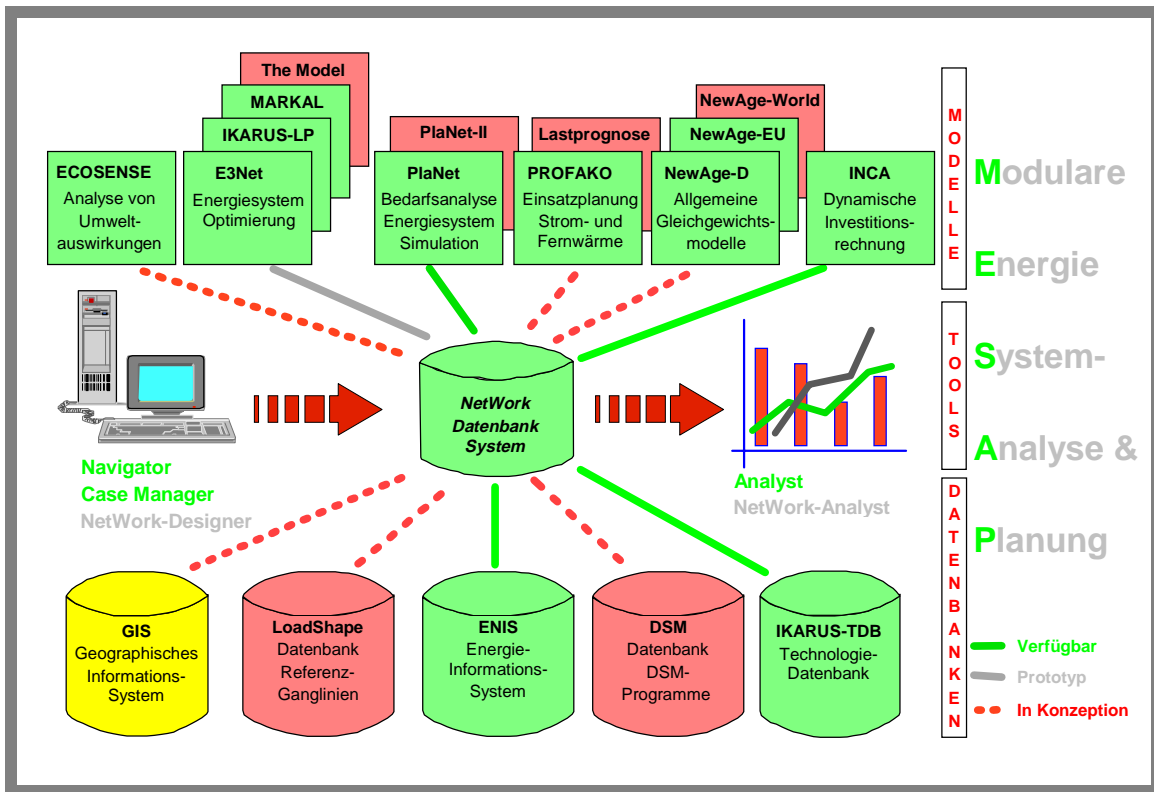 The Model
MARKAL
IKARUS-LP
E3Net
Energiesystem
Optimierung
ECOSENSE
Analyse von
Umwelt-
auswirkungen
PlaNet-II
PlaNet
Bedarfsanalyse
Energiesystem
Simulation
Lastprognose
PROFAKO
Einsatzplanung
Strom- und
Fernwärme
NewAge-World
NewAge-EU
NewAge-D
Allgemeine
Gleichgewichts-
modelle
INCA
Dynamische
Investitions-
rechnung
MODELLE
TOOLS
DATENBANKEN
Modulare
Energie
System-
Analyse &
Planung
NetWork
Datenbank
System
Navigator
Case Manager
NetWork-Designer
Analyst
NetWork-Analyst
GIS
Geographisches
Informations-
System
LoadShape
Datenbank
Referenz-
Ganglinien
ENIS
Energie-
Informations-
System
DSM
Datenbank
DSM-
Programme
IKARUS-TDB
Technologie-
Datenbank
Verfügbar
Prototyp
In Konzeption